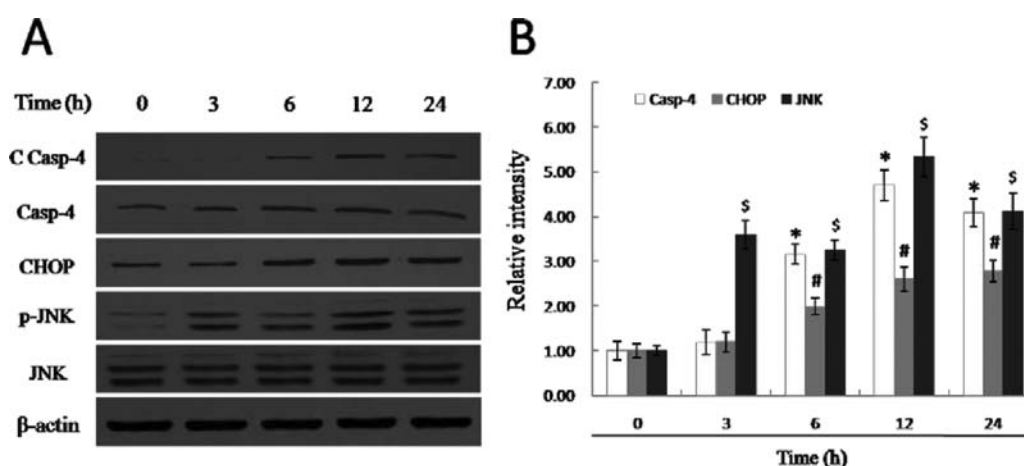 A
Time (h) 0 3 6 12 24
C Casp-4
Casp-4
CHOP
p-JNK
JNK
β-actin
B
7.00
6.00
5.00
4.00
3.00
2.00
1.00
0.00
Relative intensity
Casp-4 CHOP JNK
$
* # $
* # $
* # $
0 3 6 12 24
Time (h)